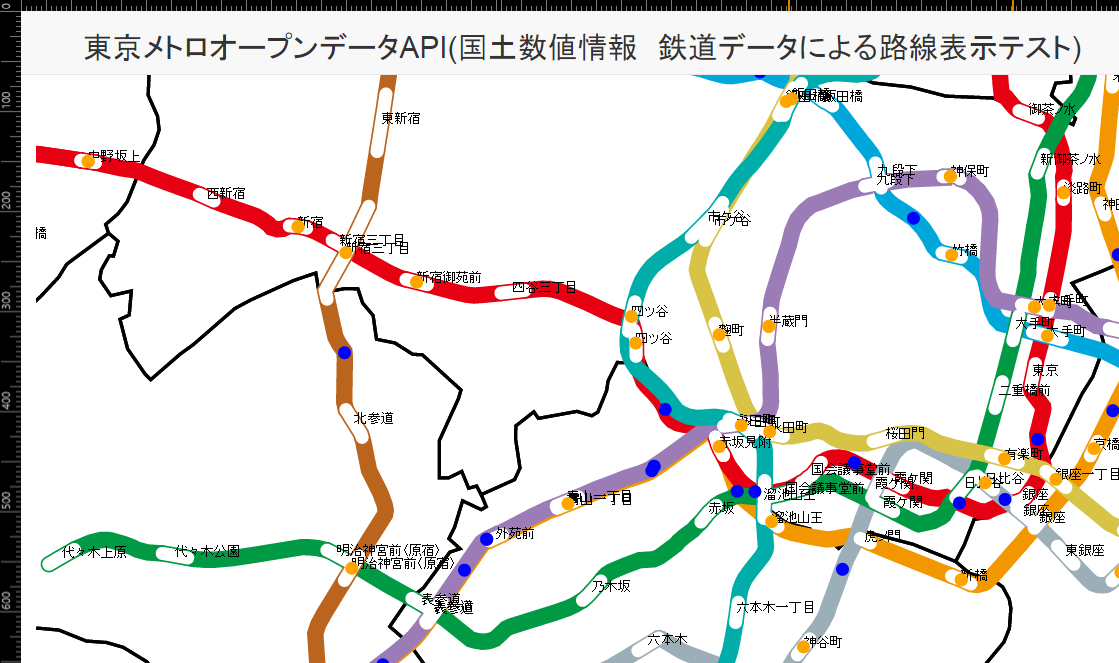 東京メトロオープンデータAPI(国土数値情報　鉄道データによる路線表示テスト)
飯田橋
東新宿
御茶ノ水
中野坂上
新御茶ノ水
九段下
神保町
九段下
淡路町
西新宿
市ケ谷
市ケ谷
新宿
橋
新宿三丁目
新宿三丁目
竹橋
新宿御苑前
四谷三丁目
大手町
四ツ谷
半蔵門
大手町
麹町
大手町
四ツ谷
東京
二重橋前
北参道
永田町
桜田門
赤坂見附
京橋
有楽町
国会議事堂前
銀座一丁目
霞ケ関
日比谷
霞ケ関
国会議事堂前
溜池山王
銀座
青山一丁目
霞ケ関
赤坂
銀座
溜池山王
銀座
外苑前
虎ノ門
代々木上原
代々木公園
明治神宮前〈原宿〉
東銀座
明治神宮前〈原宿〉
新橋
乃木坂
表参道
表参道
六本木一丁目
六本木
神谷町
0
100
200
300
400
500
600